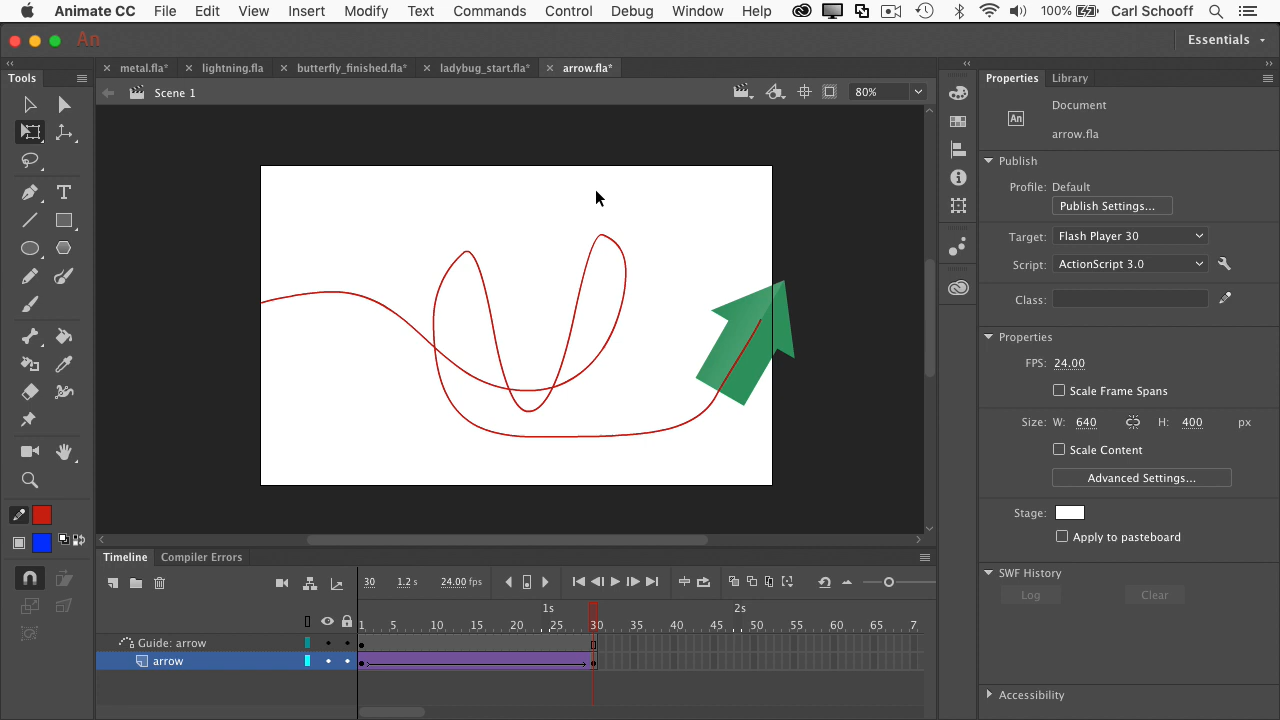 Animate CC File Edit View Insert Modify Text Commands Control Debug Window Help 100% Carl Schooff
An Essentials
metal.fla* lightning.fla butterfly_finished.fla* ladybug_start.fla* arrow.fla*
Tools
Scene 1 80%
Properties Library
Document
An
arrow.fla
Publish
Profile: Default
Publish Settings...
Target: Flash Player 30
Script: ActionScript 3.0
Class:
Properties
FPS: 24.00
Scale Frame Spans
Size: W: 640 H: 400 px
Scale Content
Advanced Settings...
Stage:
Apply to pasteboard
SWF History
Log Clear
Accessibility
Timeline Compiler Errors
30 1.2 s 24.00 fps
1s 2s
1 5 10 15 20 25 30 35 40 45 50 55 60 65 7
Guide: arrow
arrow